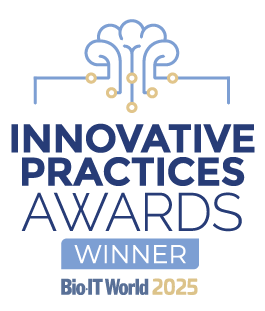 INNOVATIVE
PRACTICES
AWARDS
WINNER
Bio-IT World 2025